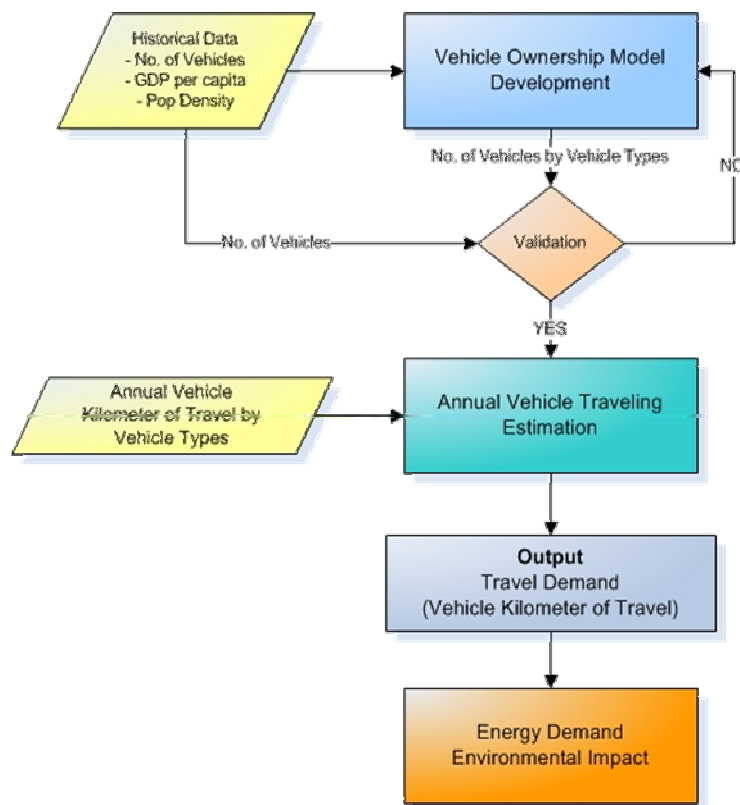 Historical Data
- No. of Vehicles
- GDP per capita
- Pop Density
Vehicle Ownership Model
Development
No. of Vehicles by Vehicle Types
NO
No. of Vehicles
Validation
YES
Annual Vehicle
Kilometer of Travel by
Vehicle Types
Annual Vehicle Traveling
Estimation
Output
Travel Demand
(Vehicle Kilometer of Travel)
Energy Demand
Environmental Impact